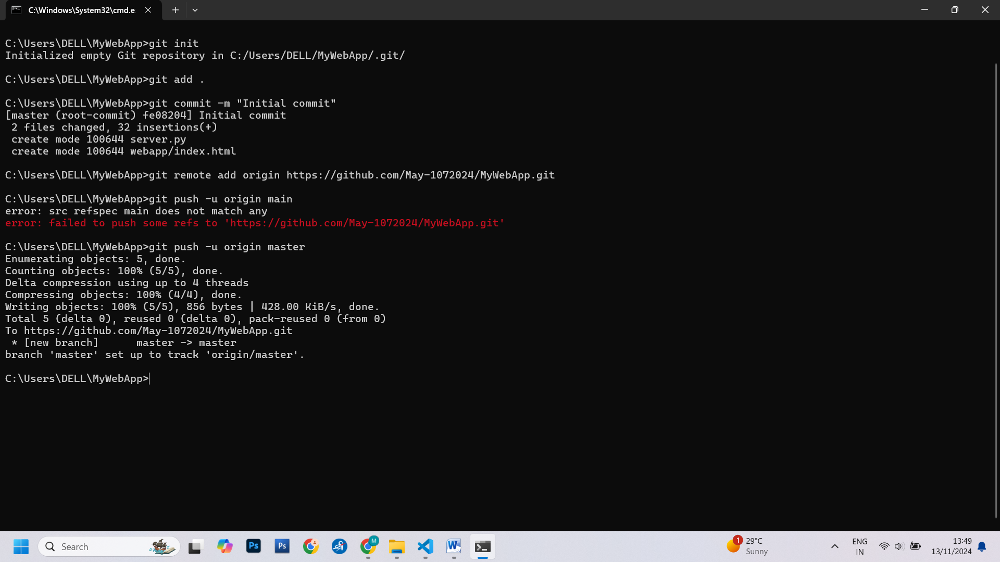 C:\Windows\System32\cmd.e
C:\Users\DELL\MyWebApp>git init
Initialized empty Git repository in C:/Users/DELL/MyWebApp/.git/
C:\Users\DELL\MyWebApp>git add .
C:\Users\DELL\MyWebApp>git commit -m "Initial commit"
[master (root-commit) fe08204] Initial commit
 2 files changed, 32 insertions(+)
 create mode 100644 server.py
 create mode 100644 webapp/index.html
C:\Users\DELL\MyWebApp>git remote add origin https://github.com/May-1072024/MyWebApp.git
C:\Users\DELL\MyWebApp>git push -u origin main
error: src refspec main does not match any
error: failed to push some refs to 'https://github.com/May-1072024/MyWebApp.git'
C:\Users\DELL\MyWebApp>git push -u origin master
Enumerating objects: 5, done.
Counting objects: 100% (5/5), done.
Delta compression using up to 4 threads
Compressing objects: 100% (4/4), done.
Writing objects: 100% (5/5), 856 bytes | 428.00 KiB/s, done.
Total 5 (delta 0), reused 0 (delta 0), pack-reused 0 (from 0)
To https://github.com/May-1072024/MyWebApp.git
 * [new branch]      master -> master
branch 'master' set up to track 'origin/master'.
C:\Users\DELL\MyWebApp>
Search
Ps
Ps
M
W
1
29°C
Sunny
ENG
IN
13:49
13/11/2024